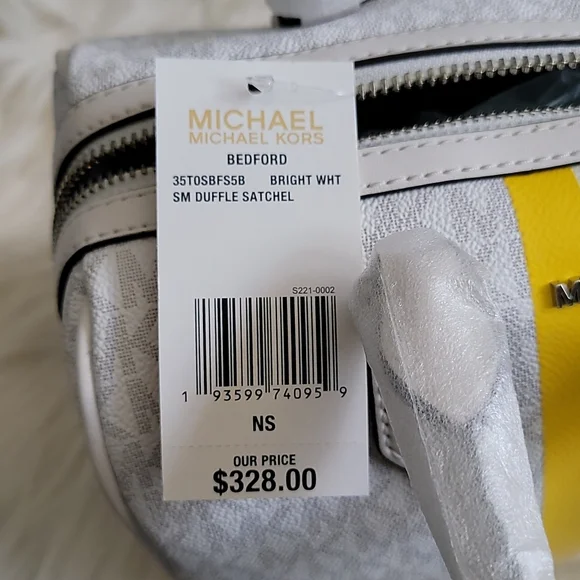 MICHAEL
MICHAEL KORS
BEDFORD
35T0SBFS5B BRIGHT WHT
SM DUFFLE SATCHEL
S221-0002
1 93599 74095 9
NS
OUR PRICE
$328.00
M